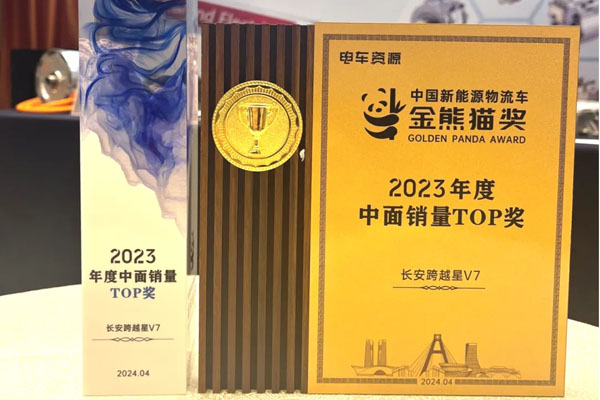 2023
年度中面销量
TOP奖
长安跨越星V7
2024.04
电车资源
中国新能源物流车
金熊猫奖
GOLDEN PANDA AWARD
2023年度
中面销量TOP奖
长安跨越星V7
2024.04